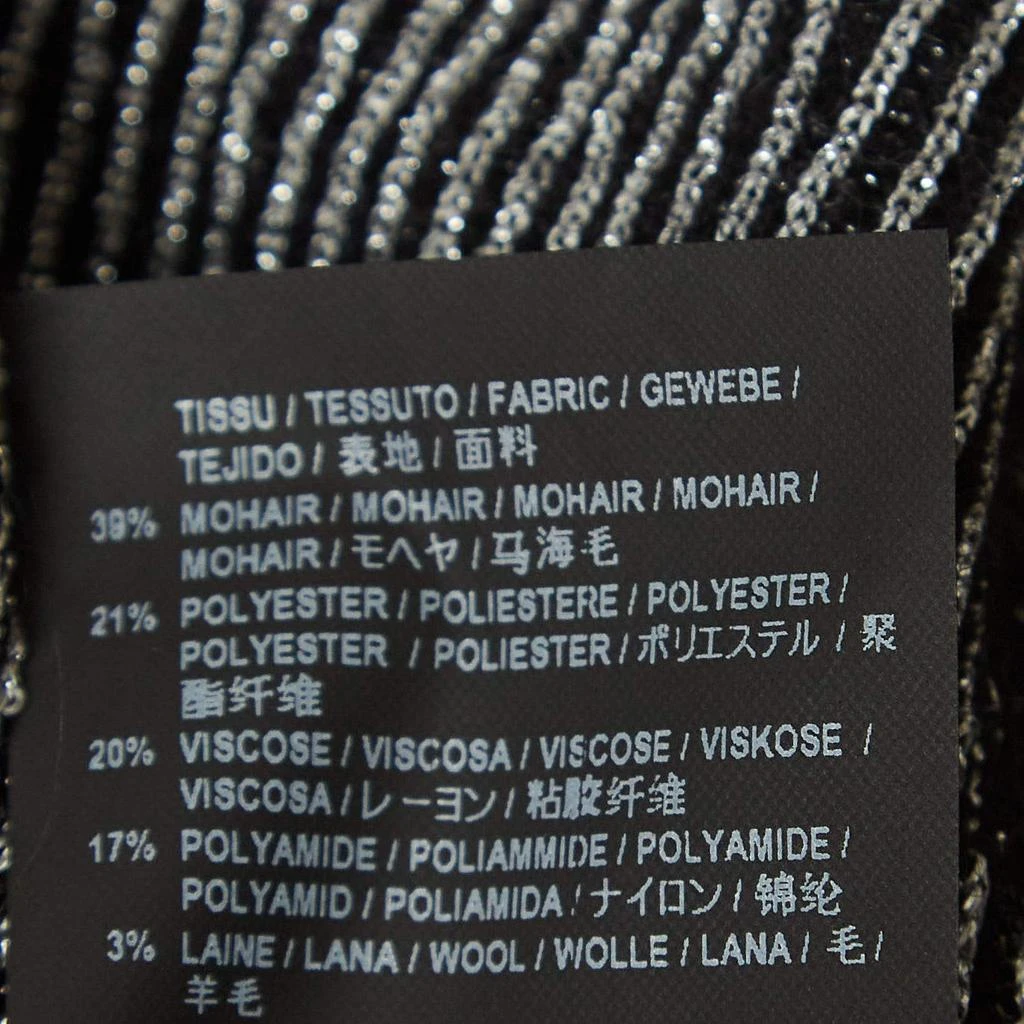 TISSU / TESSUTO / FABRIC / GEWEBE /
TEJIDO / 表地 / 面料
39% MOHAIR / MOHAIR / MOHAIR / MOHAIR /
MOHAIR / モヘヤ / 马海毛
21% POLYESTER / POLIESTERE / POLYESTER /
POLYESTER / POLIESTER / ポリエステル / 聚
酯纤维
20% VISCOSE / VISCOSA / VISCOSE / VISKOSE /
VISCOSA / レーヨン / 粘胶纤维
17% POLYAMIDE / POLIAMMIDE / POLYAMIDE /
POLYAMID / POLIAMIDA / ナイロン / 锦纶
3% LAINE / LANA / WOOL / WOLLE / LANA / 毛 /
羊毛